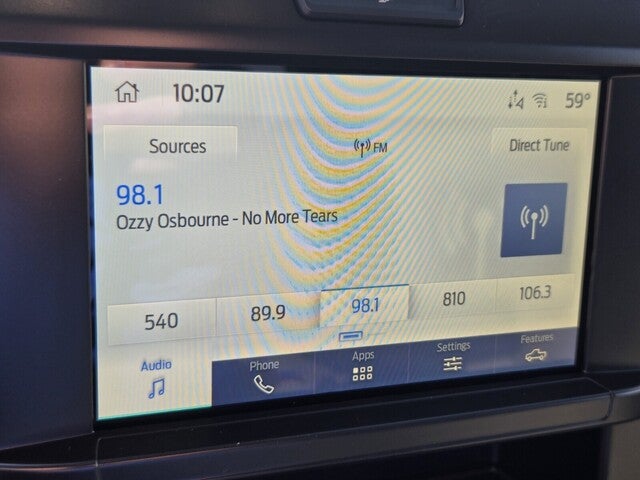 10:07
59°
Sources
FM
Direct Tune
98.1
Ozzy Osbourne - No More Tears
540
89.9
98.1
810
106.3
Audio
Phone
Apps
Settings
Features